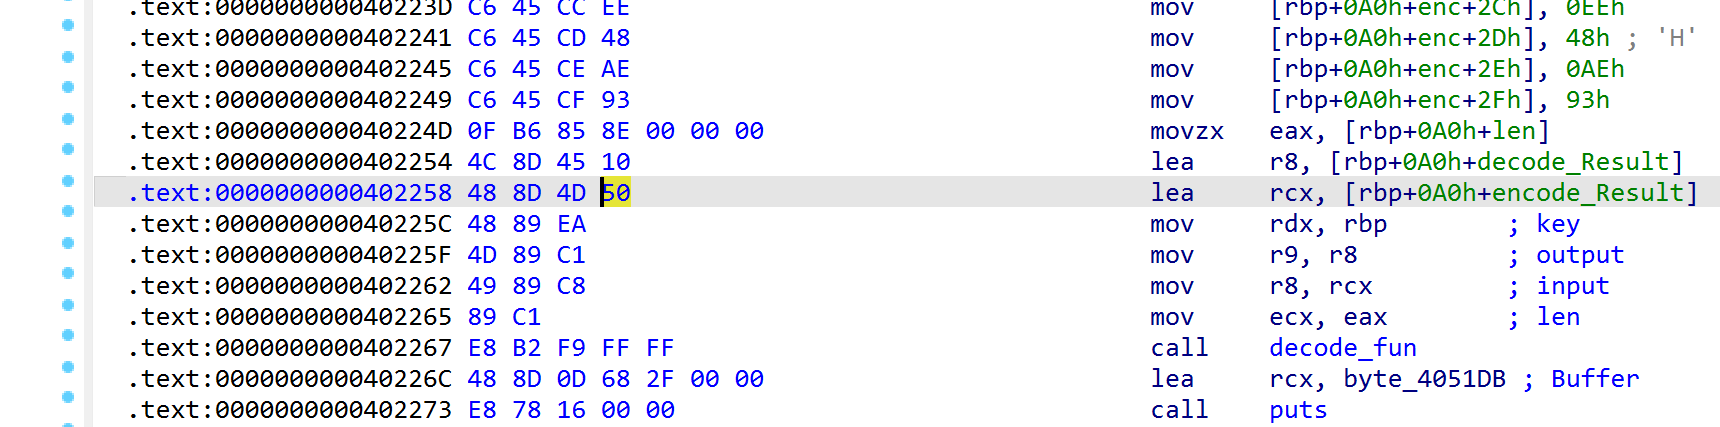 .text:000000000040223D C6 45 CC EE mov [rbp+0A0h+enc+2Ch], 0EEh
.text:0000000000402241 C6 45 CD 48 mov [rbp+0A0h+enc+2Dh], 48h ; 'H'
.text:0000000000402245 C6 45 CE AE mov [rbp+0A0h+enc+2Eh], 0AEh
.text:0000000000402249 C6 45 CF 93 mov [rbp+0A0h+enc+2Fh], 93h
.text:000000000040224D 0F B6 85 8E 00 00 00 movzx eax, [rbp+0A0h+len]
.text:0000000000402254 4C 8D 45 10 lea r8, [rbp+0A0h+decode_Result]
.text:0000000000402258 48 8D 4D 50 lea rcx, [rbp+0A0h+encode_Result]
.text:000000000040225C 48 89 EA mov rdx, rbp ; key
.text:000000000040225F 4D 89 C1 mov r9, r8 ; output
.text:0000000000402262 49 89 C8 mov r8, rcx ; input
.text:0000000000402265 89 C1 mov ecx, eax ; len
.text:0000000000402267 E8 B2 F9 FF FF call decode_fun
.text:000000000040226C 48 8D 0D 68 2F 00 00 lea rcx, byte_4051DB ; Buffer
.text:0000000000402273 E8 78 16 00 00 call puts